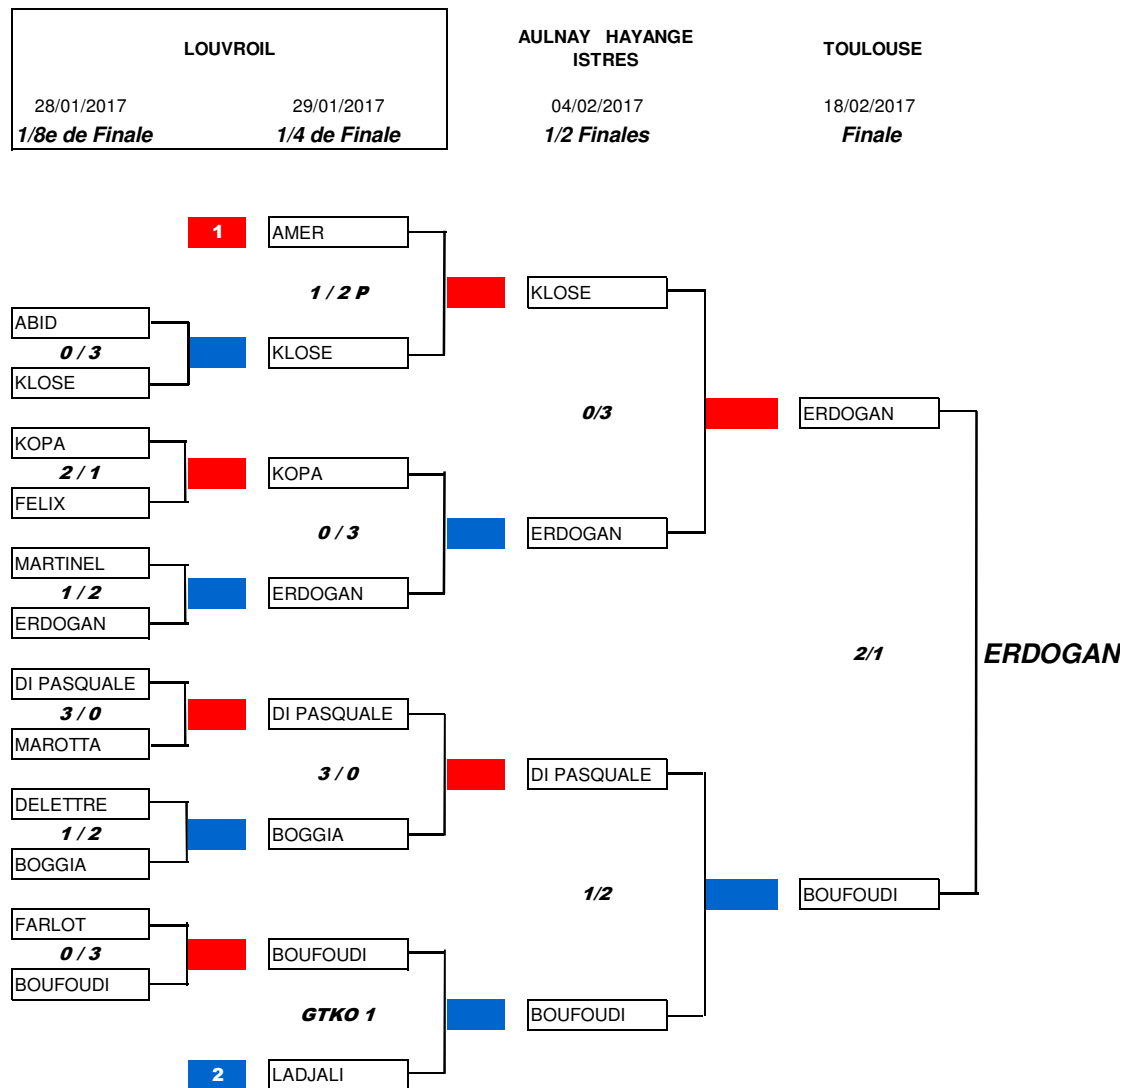 LOUVROIL
AULNAY HAYANGE
ISTRES
TOULOUSE
28/01/2017
29/01/2017
04/02/2017
18/02/2017
1/8e de Finale
1/4 de Finale
1/2 Finales
Finale
1
AMER
1 / 2 P
KLOSE
ABID
0 / 3
KLOSE
KLOSE
0/3
ERDOGAN
KOPA
2 / 1
KOPA
FELIX
0 / 3
ERDOGAN
MARTINEL
1 / 2
ERDOGAN
ERDOGAN
2/1
ERDOGAN
DI PASQUALE
3 / 0
DI PASQUALE
MAROTTA
3 / 0
DI PASQUALE
DELETTRE
1 / 2
BOGGIA
BOGGIA
1/2
BOUFOUDI
FARLOT
0 / 3
BOUFOUDI
BOUFOUDI
GTKO 1
BOUFOUDI
2
LADJALI